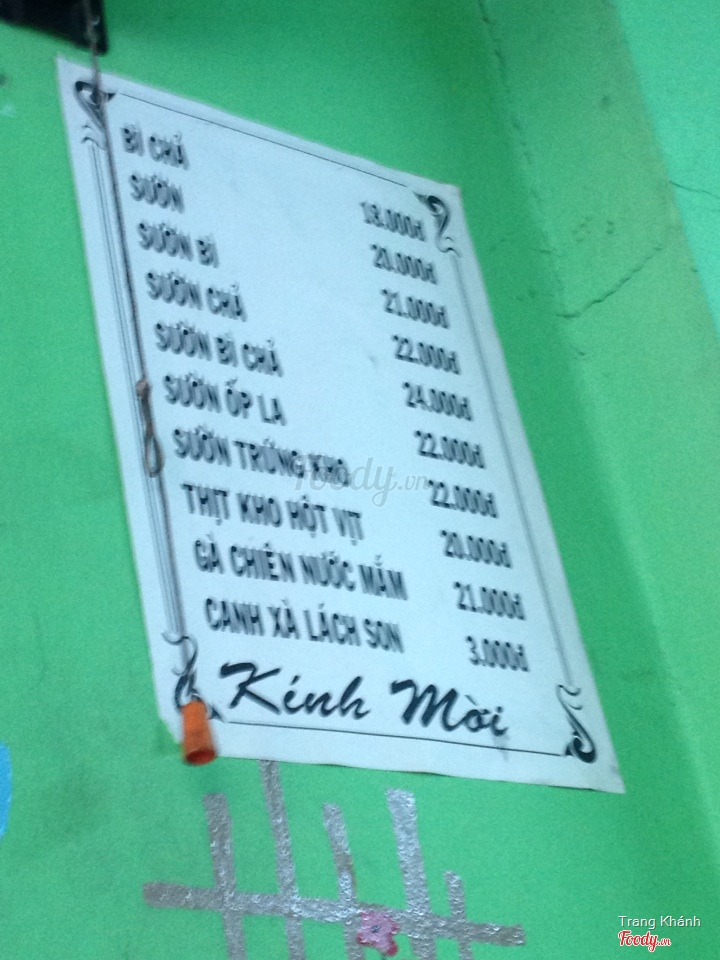 BÌ CHẢ 18.000đ
SƯỜN 20.000đ
SƯỜN BÌ 21.000đ
SƯỜN CHẢ 22.000đ
SƯỜN BÌ CHẢ 24.000đ
SƯỜN ỐP LA 22.000đ
SƯỜN TRỨNG KHO 22.000đ
THỊT KHO HỘT VỊT 20.000đ
GÀ CHIÊN NƯỚC MẮM 21.000đ
CANH XÀ LÁCH SON 3.000đ
Kính Mời
foody.vn
Trang Khánh
Foody.vn